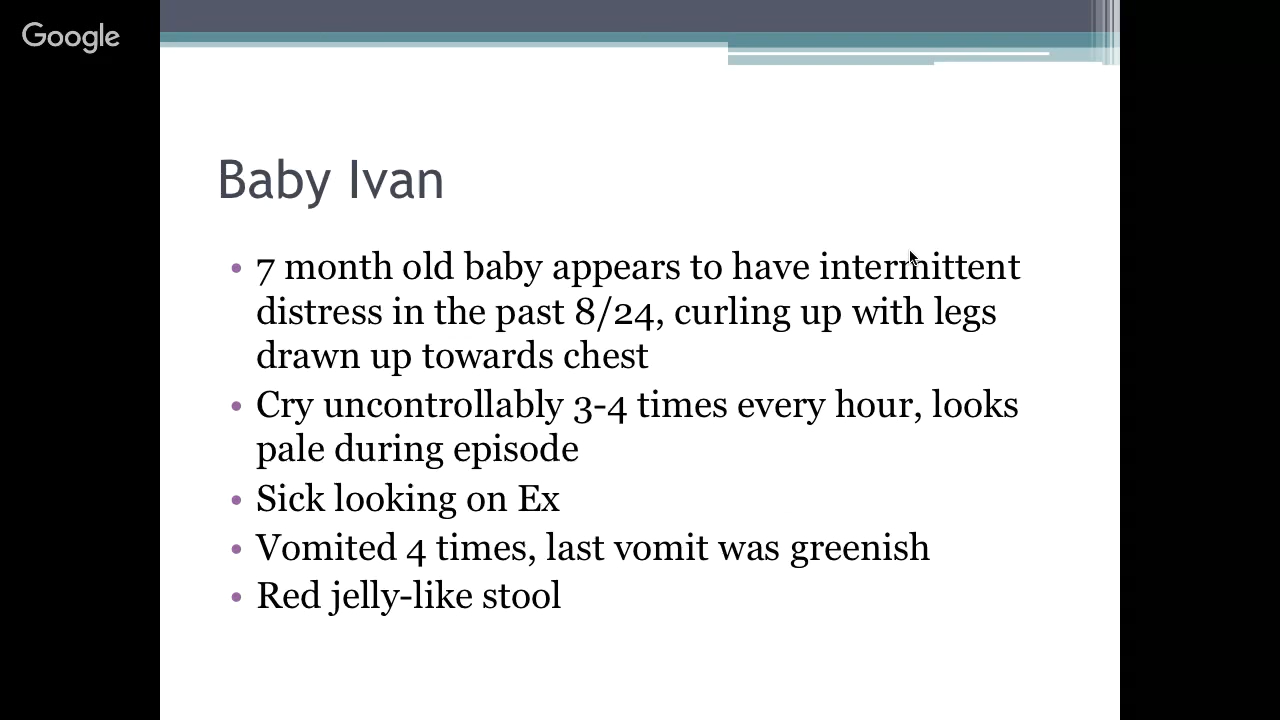 Google
Baby Ivan
• 7 month old baby appears to have intermittent
distress in the past 8/24, curling up with legs
drawn up towards chest
• Cry uncontrollably 3-4 times every hour, looks
pale during episode
• Sick looking on Ex
• Vomited 4 times, last vomit was greenish
• Red jelly-like stool